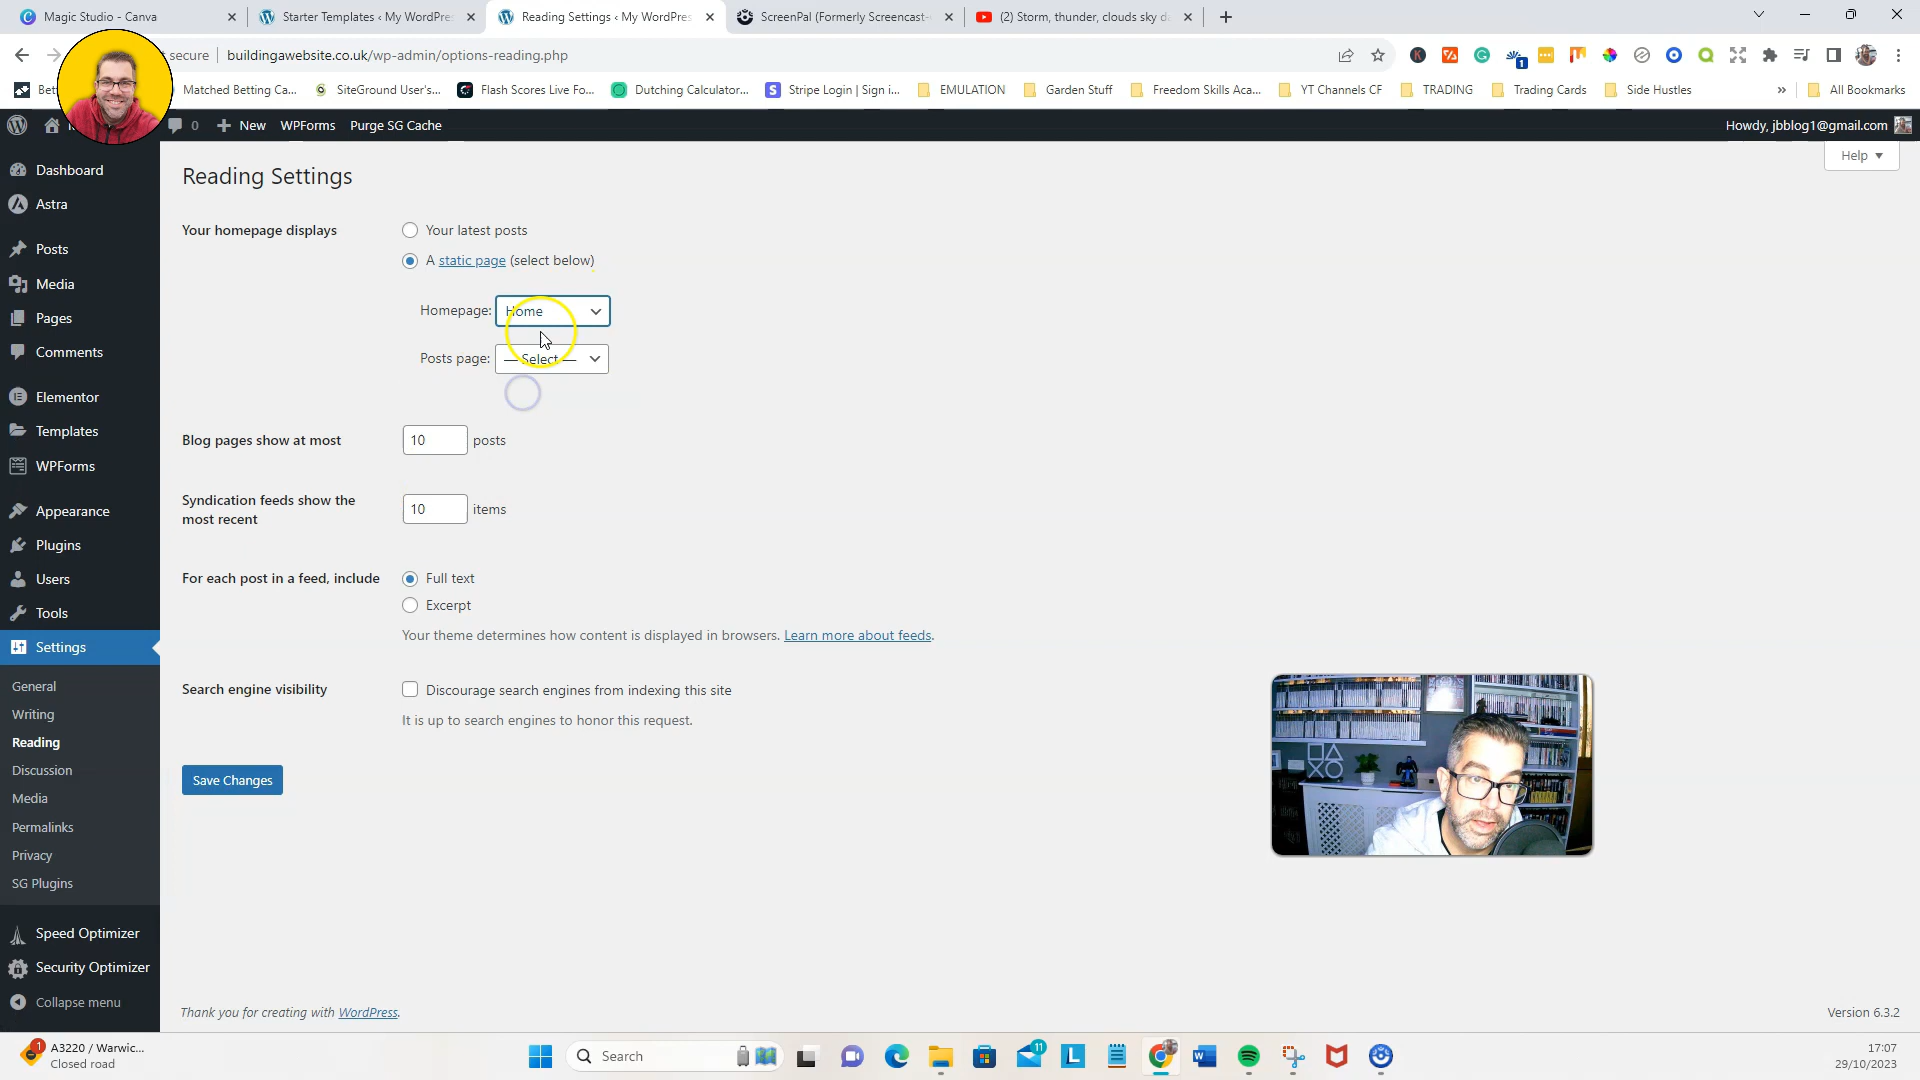 Magic Studio - Canva
Starter Templates ‹ My WordPre
Reading Settings ‹ My WordPres
ScreenPal (Formerly Screencast-
(2) Storm, thunder, clouds sky d
secure
buildingawebsite.co.uk/wp-admin/options-reading.php
Bet
Matched Betting Ca...
SiteGround User's...
Flash Scores Live Fo...
Dutching Calculator...
Stripe Login | Sign i...
EMULATION
Garden Stuff
Freedom Skills Aca...
YT Channels CF
TRADING
Trading Cards
Side Hustles
»
All Bookmarks
0
New
WPForms
Purge SG Cache
Howdy, jbblog1@gmail.com
Help
Dashboard
Astra
Posts
Media
Pages
Comments
Elementor
Templates
WPForms
Appearance
Plugins
Users
Tools
Settings
General
Writing
Reading
Discussion
Media
Permalinks
Privacy
SG Plugins
Speed Optimizer
Security Optimizer
Collapse menu
Reading Settings
Your homepage displays
Your latest posts
A static page (select below)
Homepage: Home
Posts page: — Select —
Blog pages show at most
10 posts
Syndication feeds show the
most recent
10 items
For each post in a feed, include
Full text
Excerpt
Your theme determines how content is displayed in browsers. Learn more about feeds.
Search engine visibility
Discourse search engines from indexing this site
It is up to search engines to honor this request.
Save Changes
Thank you for creating with WordPress.
Version 6.3.2
1
A3220 / Warwic...
Closed road
Search
11
17:07
29/10/2023